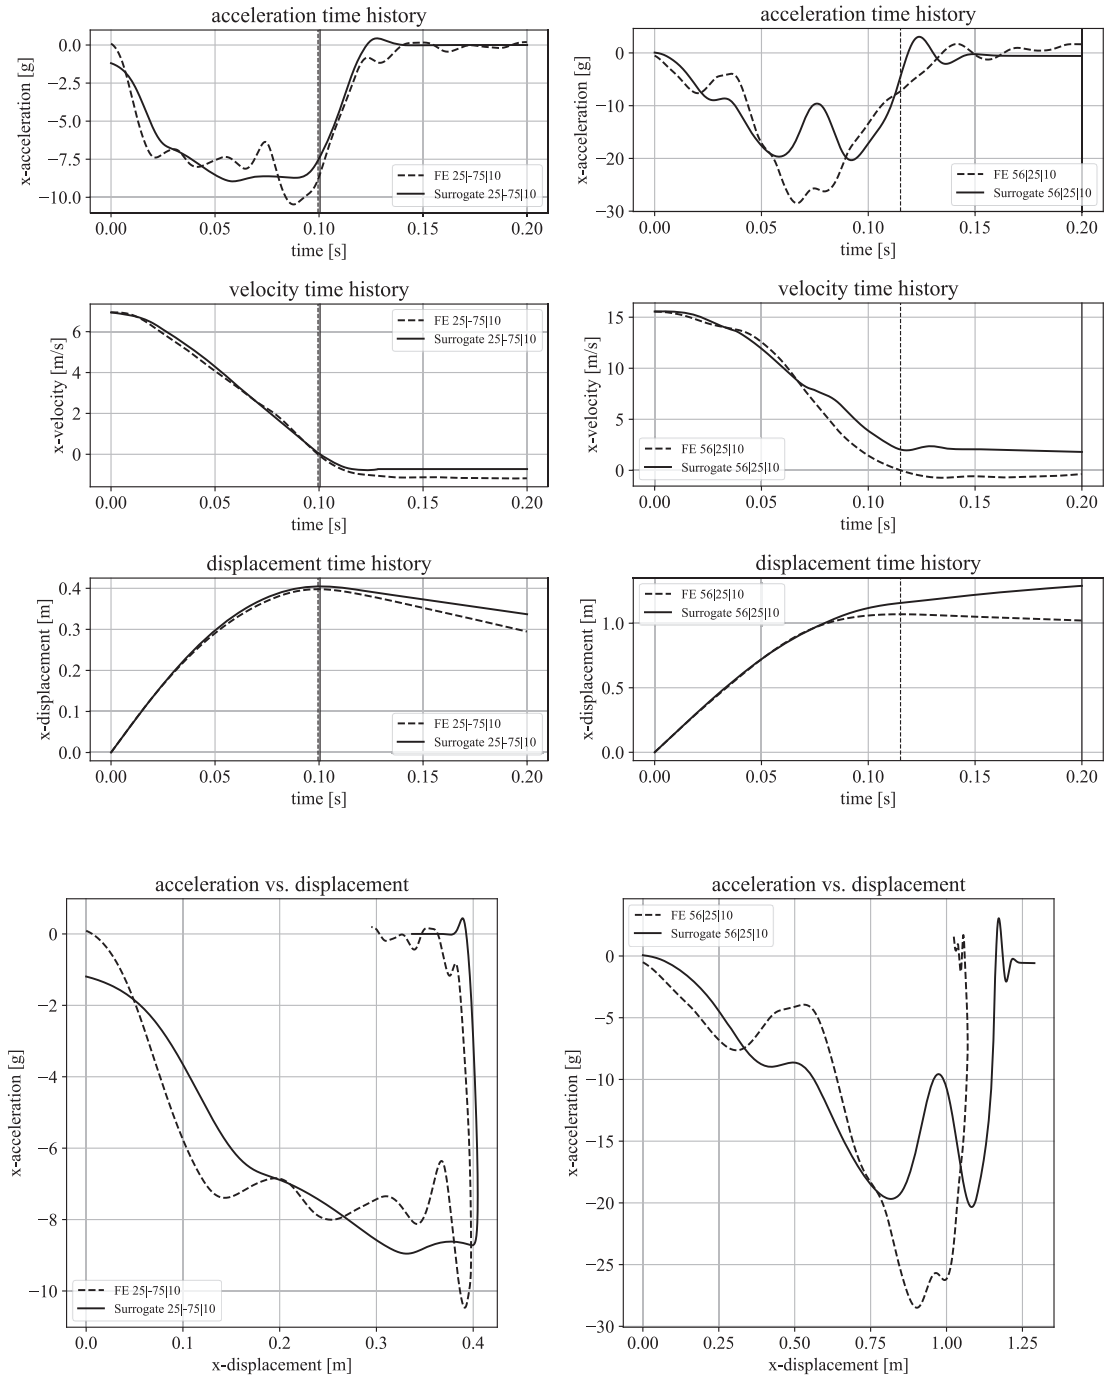 acceleration time history
x-acceleration [g]
0.0
−2.5
−5.0
−7.5
−10.0
FE 25|-75|10
Surrogate 25|-75|10
0.00 0.05 0.10 0.15 0.20
time [s]
acceleration time history
x-acceleration [g]
0
−10
−20
−30
FE 56|25|10
Surrogate 56|25|10
0.00 0.05 0.10 0.15 0.20
time [s]
velocity time history
x-velocity [m/s]
6
4
2
0
FE 25|-75|10
Surrogate 25|-75|10
0.00 0.05 0.10 0.15 0.20
time [s]
velocity time history
x-velocity [m/s]
15
10
5
0
FE 56|25|10
Surrogate 56|25|10
0.00 0.05 0.10 0.15 0.20
time [s]
displacement time history
x-displacement [m]
0.4
0.3
0.2
0.1
0.0
FE 25|-75|10
Surrogate 25|-75|10
0.00 0.05 0.10 0.15 0.20
time [s]
displacement time history
x-displacement [m]
1.0
0.5
0.0
FE 56|25|10
Surrogate 56|25|10
0.00 0.05 0.10 0.15 0.20
time [s]
acceleration vs. displacement
x-acceleration [g]
0
−2
−4
−6
−8
−10
FE 25|-75|10
Surrogate 25|-75|10
0.0 0.1 0.2 0.3 0.4
x-displacement [m]
acceleration vs. displacement
x-acceleration [g]
FE 56|25|10
Surrogate 56|25|10
0
−5
−10
−15
−20
−25
−30
0.00 0.25 0.50 0.75 1.00 1.25
x-displacement [m]